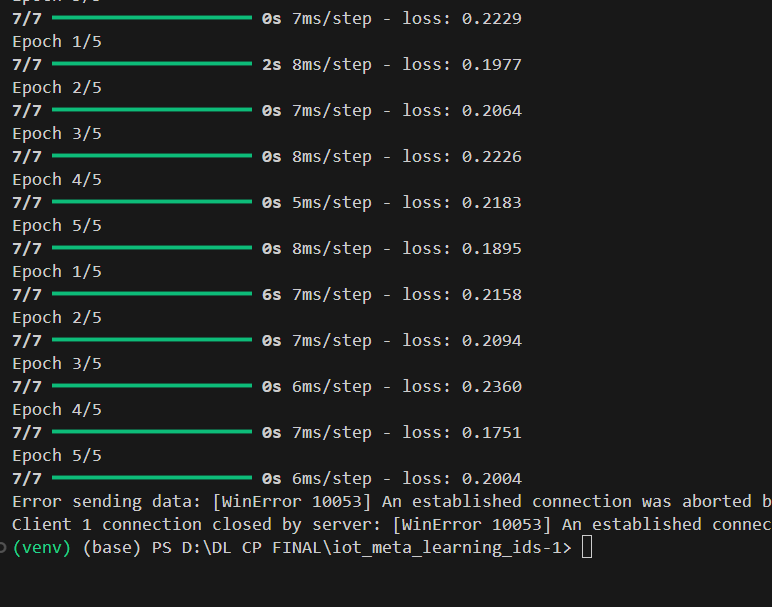 7/7 ━━━━━━━━━━━━━━━━━━━━ 0s 7ms/step - loss: 0.2229
Epoch 1/5
7/7 ━━━━━━━━━━━━━━━━━━━━ 2s 8ms/step - loss: 0.1977
Epoch 2/5
7/7 ━━━━━━━━━━━━━━━━━━━━ 0s 7ms/step - loss: 0.2064
Epoch 3/5
7/7 ━━━━━━━━━━━━━━━━━━━━ 0s 8ms/step - loss: 0.2226
Epoch 4/5
7/7 ━━━━━━━━━━━━━━━━━━━━ 0s 5ms/step - loss: 0.2183
Epoch 5/5
7/7 ━━━━━━━━━━━━━━━━━━━━ 0s 8ms/step - loss: 0.1895
Epoch 1/5
7/7 ━━━━━━━━━━━━━━━━━━━━ 6s 7ms/step - loss: 0.2158
Epoch 2/5
7/7 ━━━━━━━━━━━━━━━━━━━━ 0s 7ms/step - loss: 0.2094
Epoch 3/5
7/7 ━━━━━━━━━━━━━━━━━━━━ 0s 6ms/step - loss: 0.2360
Epoch 4/5
7/7 ━━━━━━━━━━━━━━━━━━━━ 0s 7ms/step - loss: 0.1751
Epoch 5/5
7/7 ━━━━━━━━━━━━━━━━━━━━ 0s 6ms/step - loss: 0.2004
Error sending data: [WinError 10053] An established connection was aborted b
Client 1 connection closed by server: [WinError 10053] An established connec
(venv) (base) PS D:\DL CP FINAL\iot_meta_learning_ids-1>